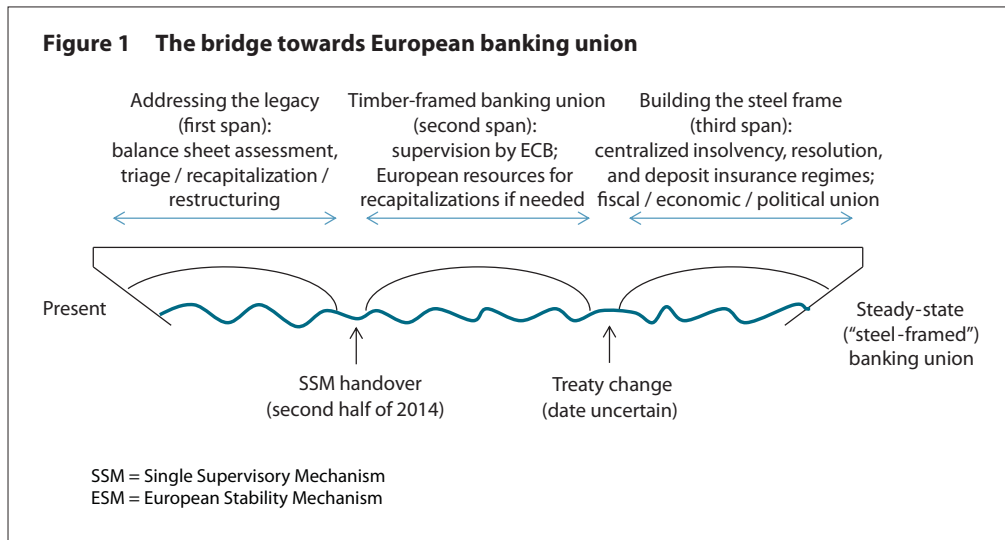 Figure 1 The bridge towards European banking union
Addressing the legacy
(first span):
balance sheet assessment,
triage / recapitalization /
restructuring
Timber-framed banking union
(second span):
supervision by ECB;
European resources for
recapitalizations if needed
Building the steel frame
(third span):
centralized insolvency, resolution,
and deposit insurance regimes;
fiscal / economic / political union
Present
Steady-state
(“steel-framed”)
banking union
SSM handover
(second half of 2014)
Treaty change
(date uncertain)
SSM = Single Supervisory Mechanism
ESM = European Stability Mechanism